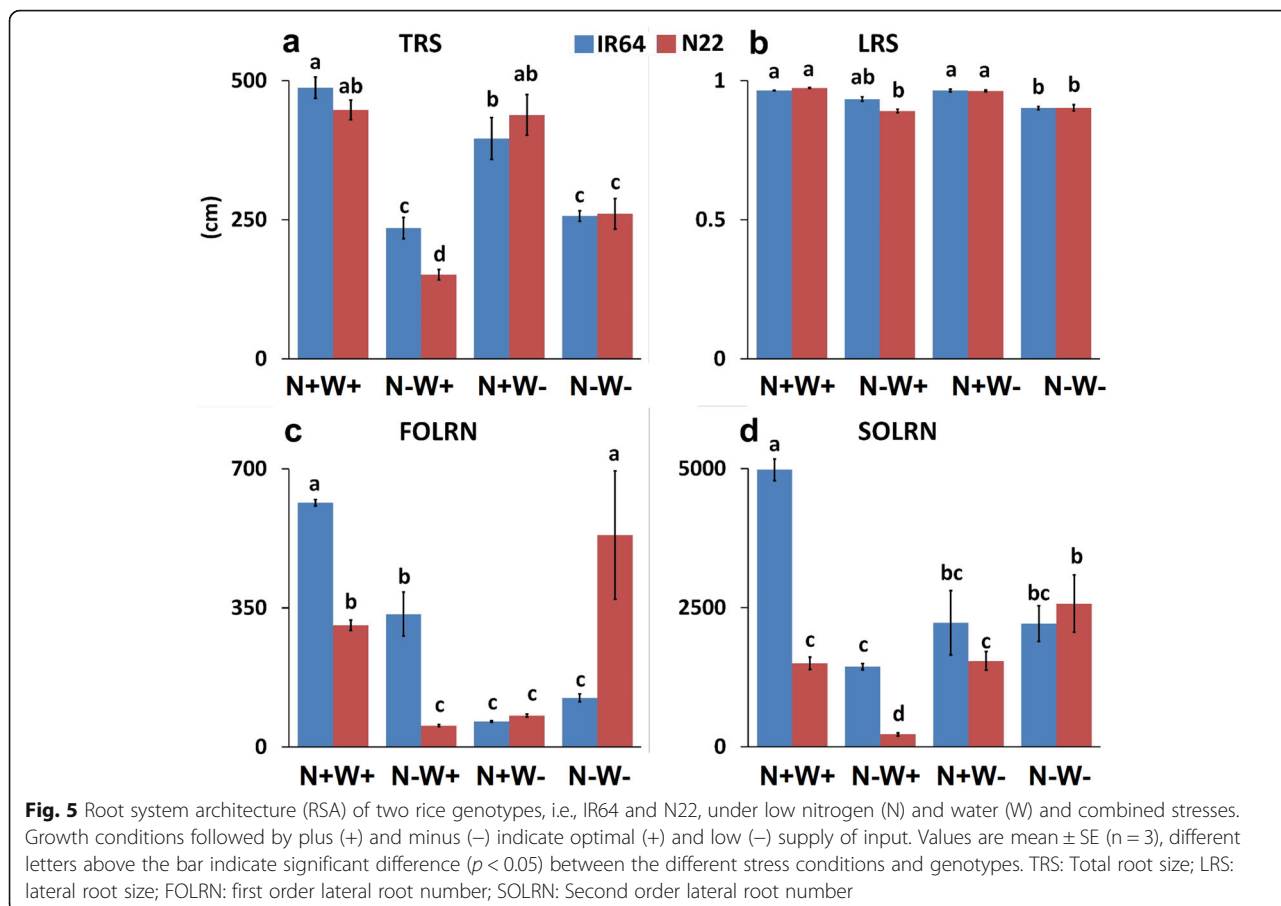 a TRS IR64 N22
500
250
0
(cm)
a ab c d b ab c c
N+W+ N-W+ N+W- N-W-
b LRS
1
0.5
0
a a ab b a a b b
N+W+ N-W+ N+W- N-W-
c FOLRN
700
350
0
a b b c c c c a
N+W+ N-W+ N+W- N-W-
d SOLRN
5000
2500
0
a c c d bc c bc b
N+W+ N-W+ N+W- N-W-
Fig. 5 Root system architecture (RSA) of two rice genotypes, i.e., IR64 and N22, under low nitrogen (N) and water (W) and combined stresses.
Growth conditions followed by plus (+) and minus (−) indicate optimal (+) and low (−) supply of input. Values are mean ± SE (n = 3), different
letters above the bar indicate significant difference (p < 0.05) between the different stress conditions and genotypes. TRS: Total root size; LRS:
lateral root size; FOLRN: first order lateral root number; SOLRN: Second order lateral root number